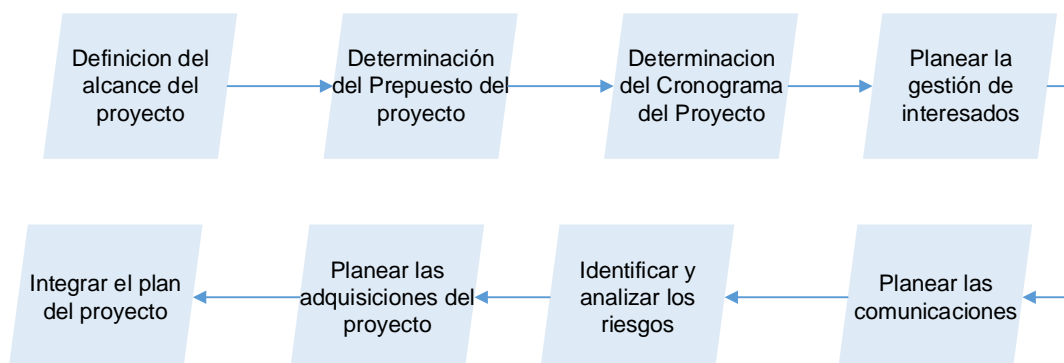 Definicion del
alcance del
proyecto
Determinación
del Prepuesto del
proyecto
Determinacion
del Cronograma
del Proyecto
Planear la
gestión de
interesados
Planear las
comunicaciones
Identificar y
analizar los
riesgos
Planear las
adquisiciones del
proyecto
Integrar el plan
del proyecto